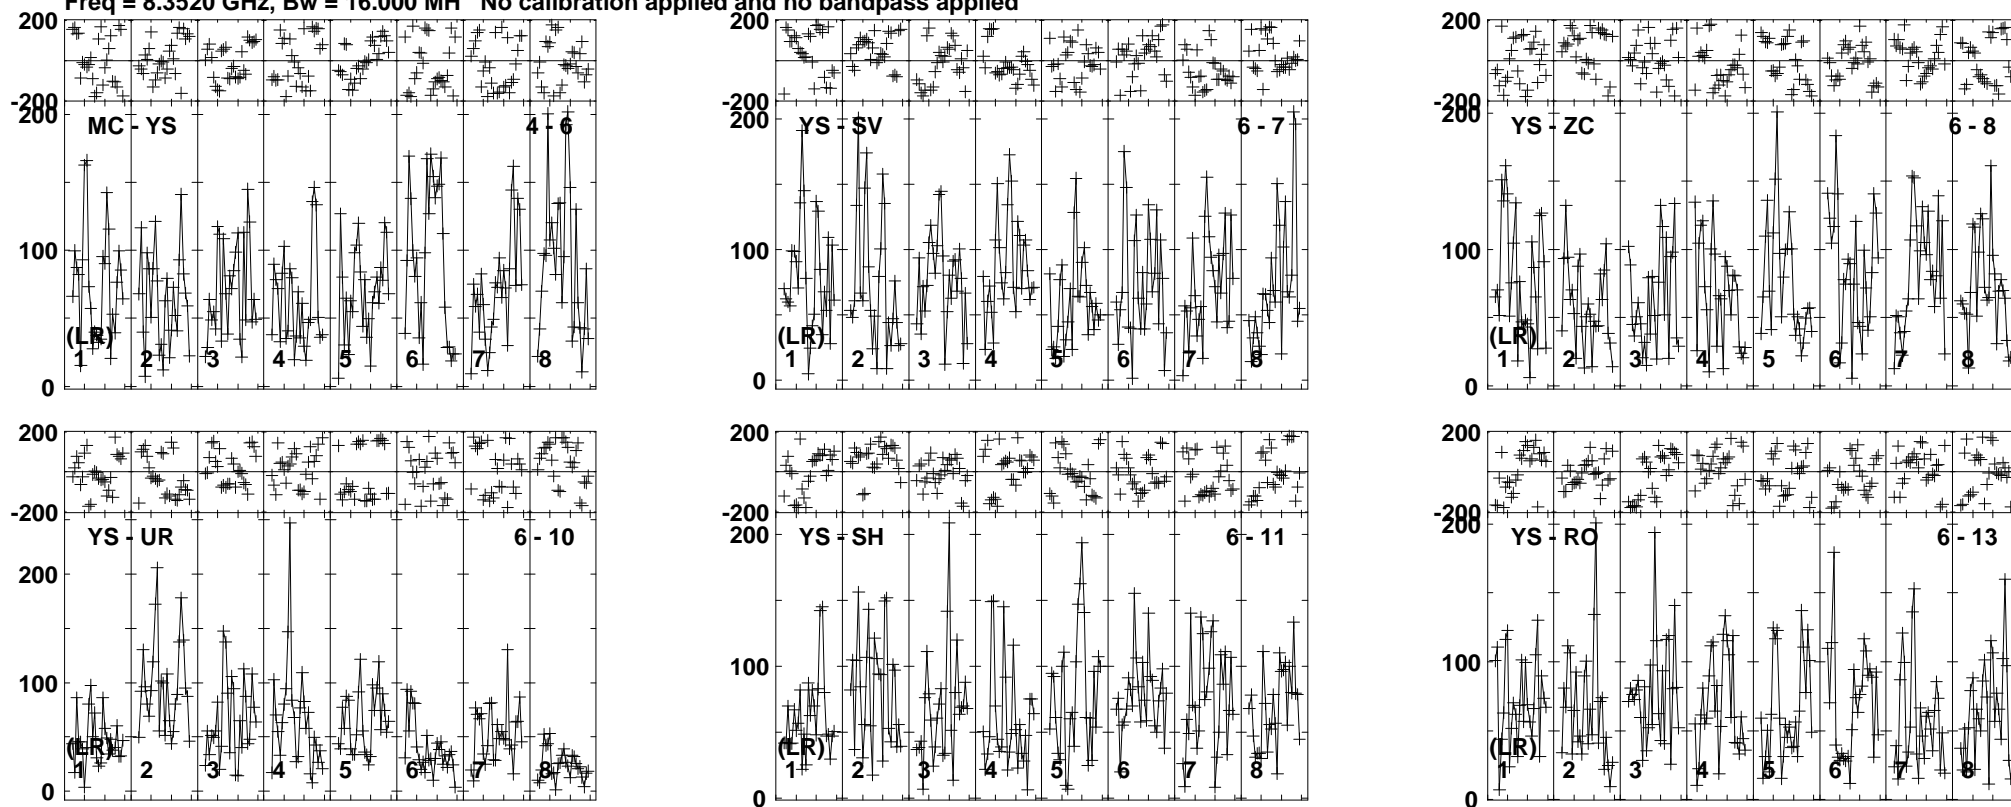 Freq = 8.3520 GHz, Bw = 16.000 MH No calibration applied and no bandpass applied
200
-200
200
MC - YS
4 - 6
100
0
(LR)
1 2 3 4 5 6 7 8
200
-200
200
YS - SV
6 - 7
100
0
(LR)
1 2 3 4 5 6 7 8
200
-200
200
YS - ZC
6 - 8
100
0
(LR)
1 2 3 4 5 6 7 8
200
-200
YS - UR
6 - 10
200
100
0
(LR)
1 2 3 4 5 6 7 8
200
-200
200
YS - SH
6 - 11
100
0
(LR)
1 2 3 4 5 6 7 8
200
-200
200
YS - RO
6 - 13
100
0
(LR)
1 2 3 4 5 6 7 8